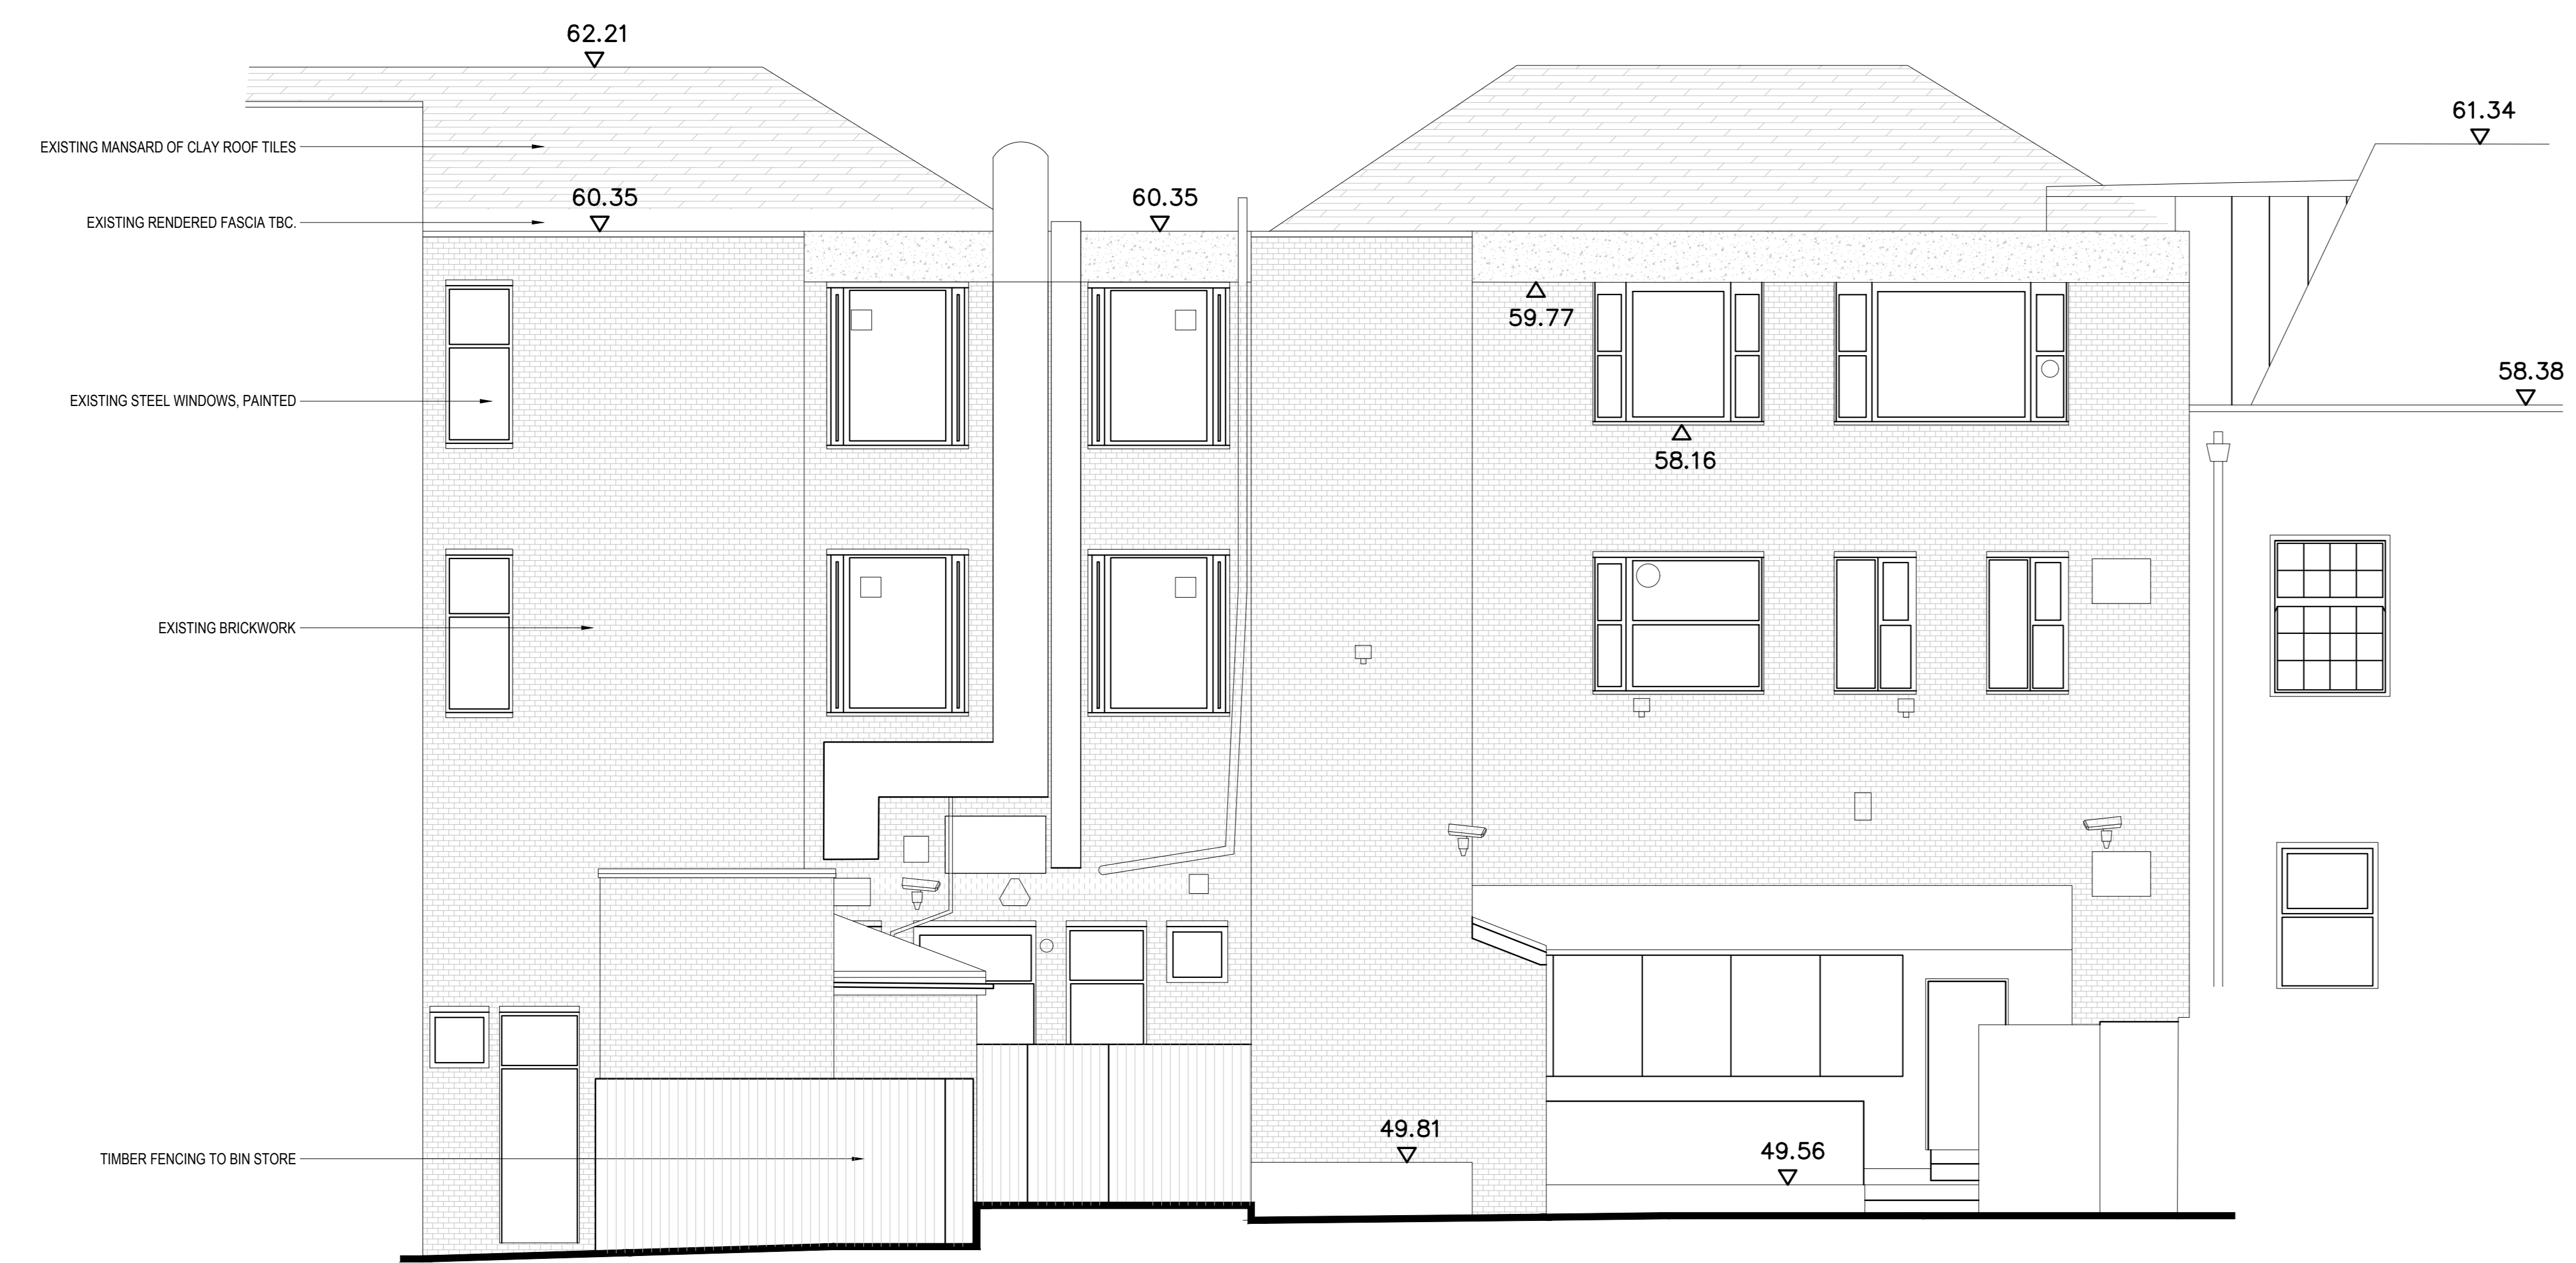 62.21
61.34
EXISTING MANSARD OF CLAY ROOF TILES
60.35
60.35
EXISTING RENDERED FASCIA TBC.
59.77
58.38
EXISTING STEEL WINDOWS, PAINTED
58.16
EXISTING BRICKWORK
49.81
49.56
TIMBER FENCING TO BIN STORE